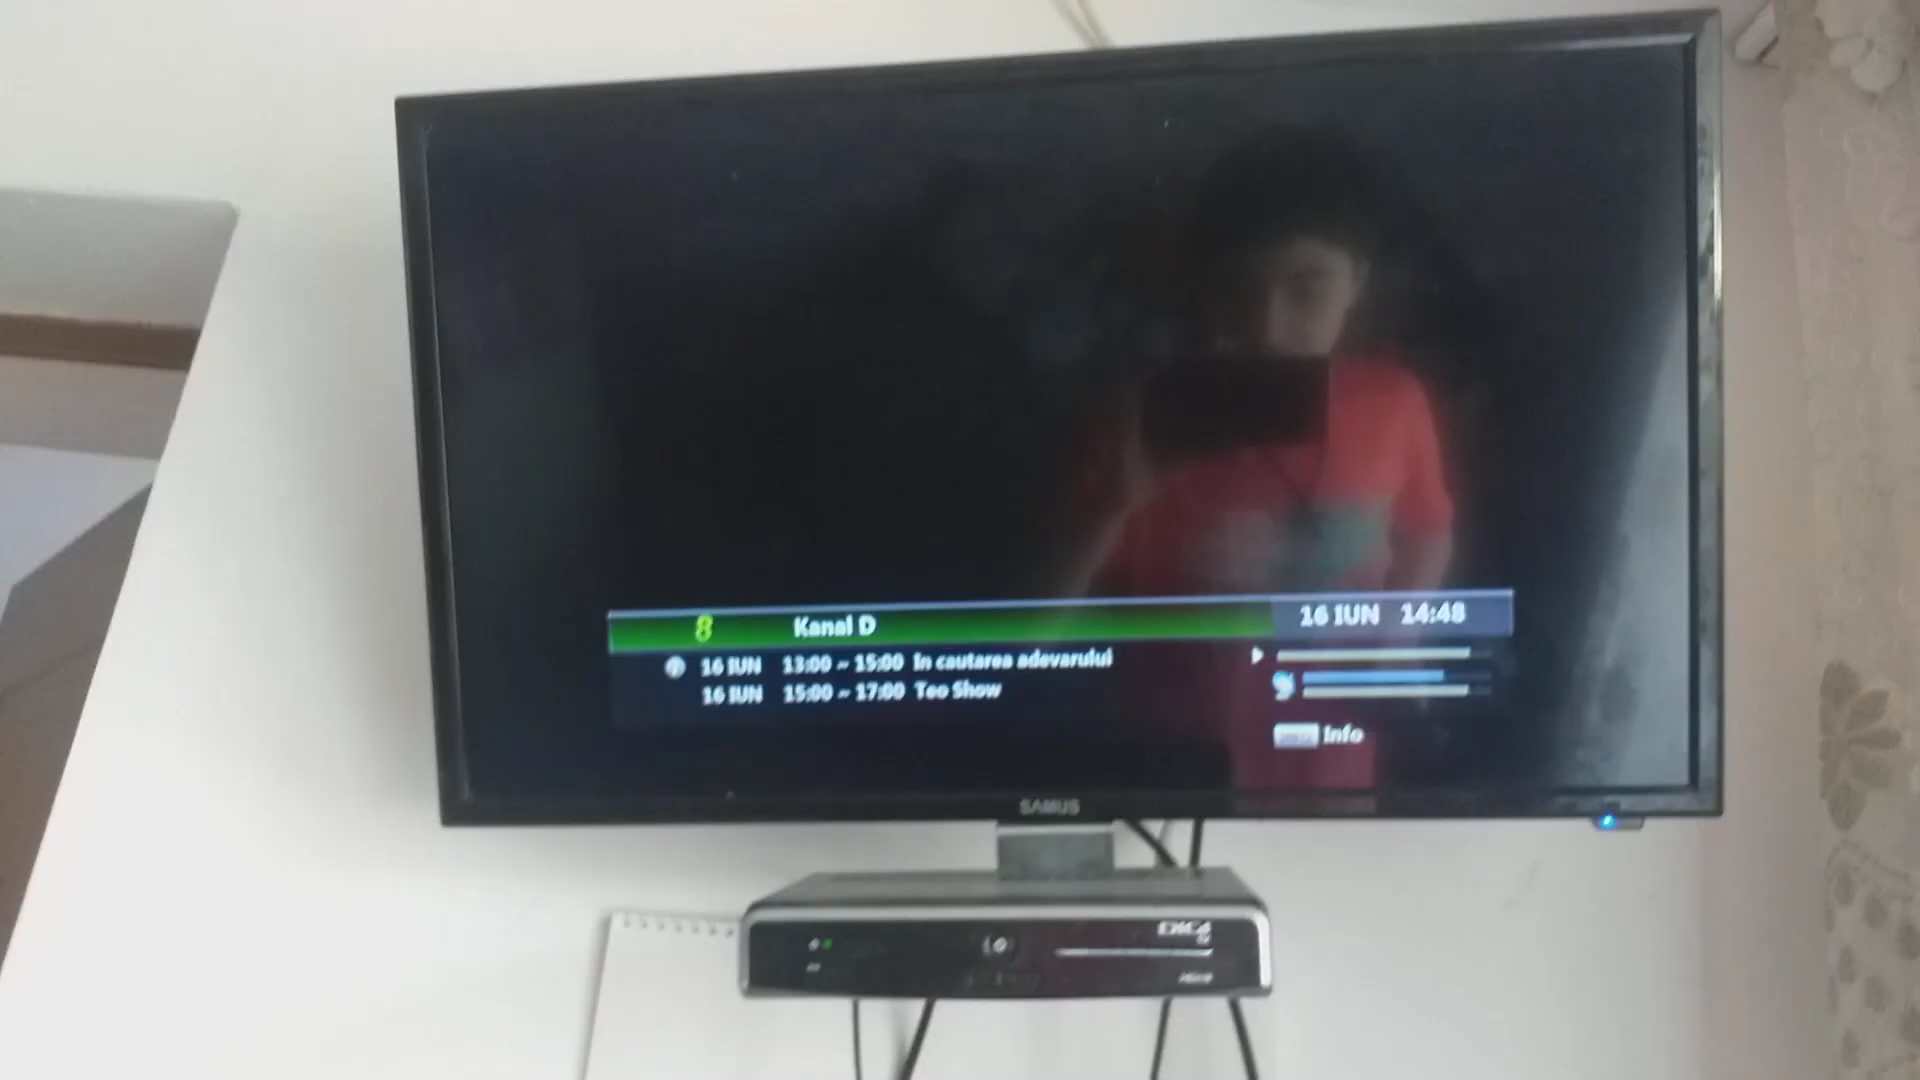 8 Kanal D 16 IUN 14:48
16 IUN 13:00 ~ 15:00 In cautarea adevarului
16 IUN 15:00 ~ 17:00 Teo Show
Info
SAMUS
DIGI